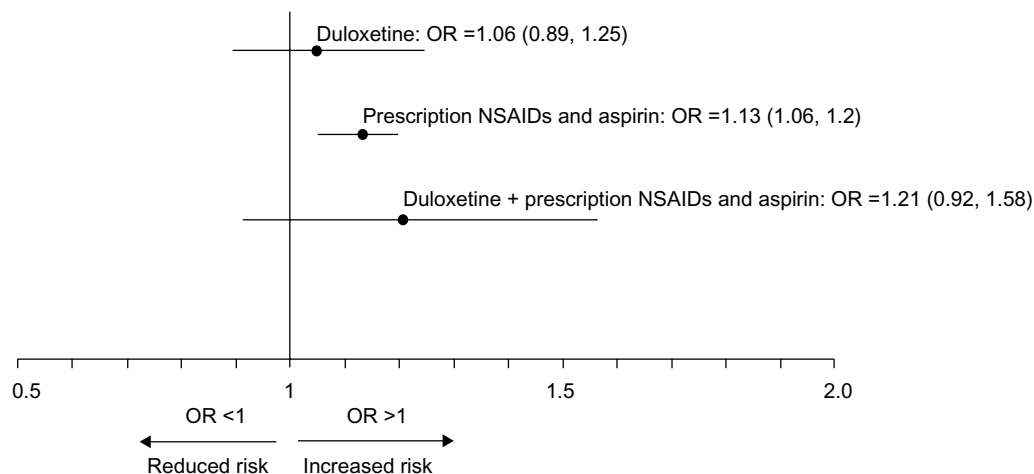 Duloxetine: OR =1.06 (0.89, 1.25)
Prescription NSAIDs and aspirin: OR =1.13 (1.06, 1.2)
Duloxetine + prescription NSAIDs and aspirin: OR =1.21 (0.92, 1.58)
0.5 1 1.5 2.0
OR <1 OR >1
Reduced risk Increased risk